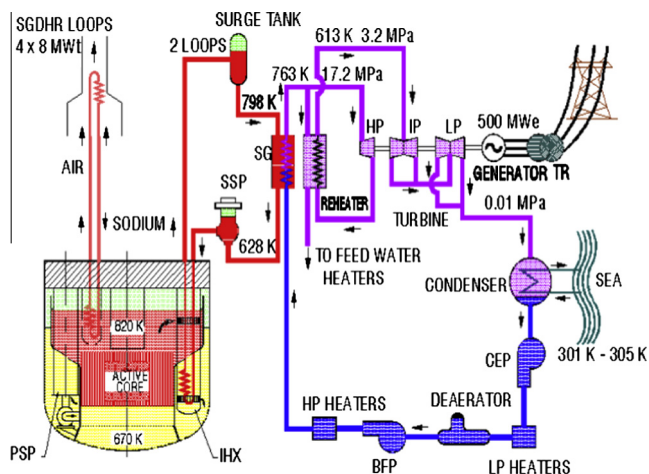 SGDHR LOOPS
4 x 8 MWt
SURGE TANK
2 LOOPS
613 K 3.2 MPa
763 K 17.2 MPa
798 K
HP
IP
LP
500 MWe
GENERATOR TR
SG
REHEATER
AIR
SSP
TURBINE
0.01 MPa
SODIUM
628 K
TO FEED WATER
HEATERS
CONDENSER
SEA
820 K
301 K - 305 K
CEP
ACTIVE
CORE
HP HEATERS
DEAERATOR
PSP
670 K
IHX
BFP
LP HEATERS